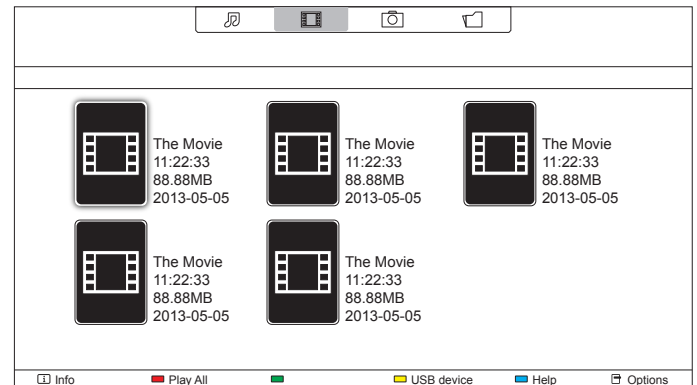 The Movie
11:22:33
88.88MB
2013-05-05
The Movie
11:22:33
88.88MB
2013-05-05
The Movie
11:22:33
88.88MB
2013-05-05
The Movie
11:22:33
88.88MB
2013-05-05
The Movie
11:22:33
88.88MB
2013-05-05
i Info Play All USB device Help Options